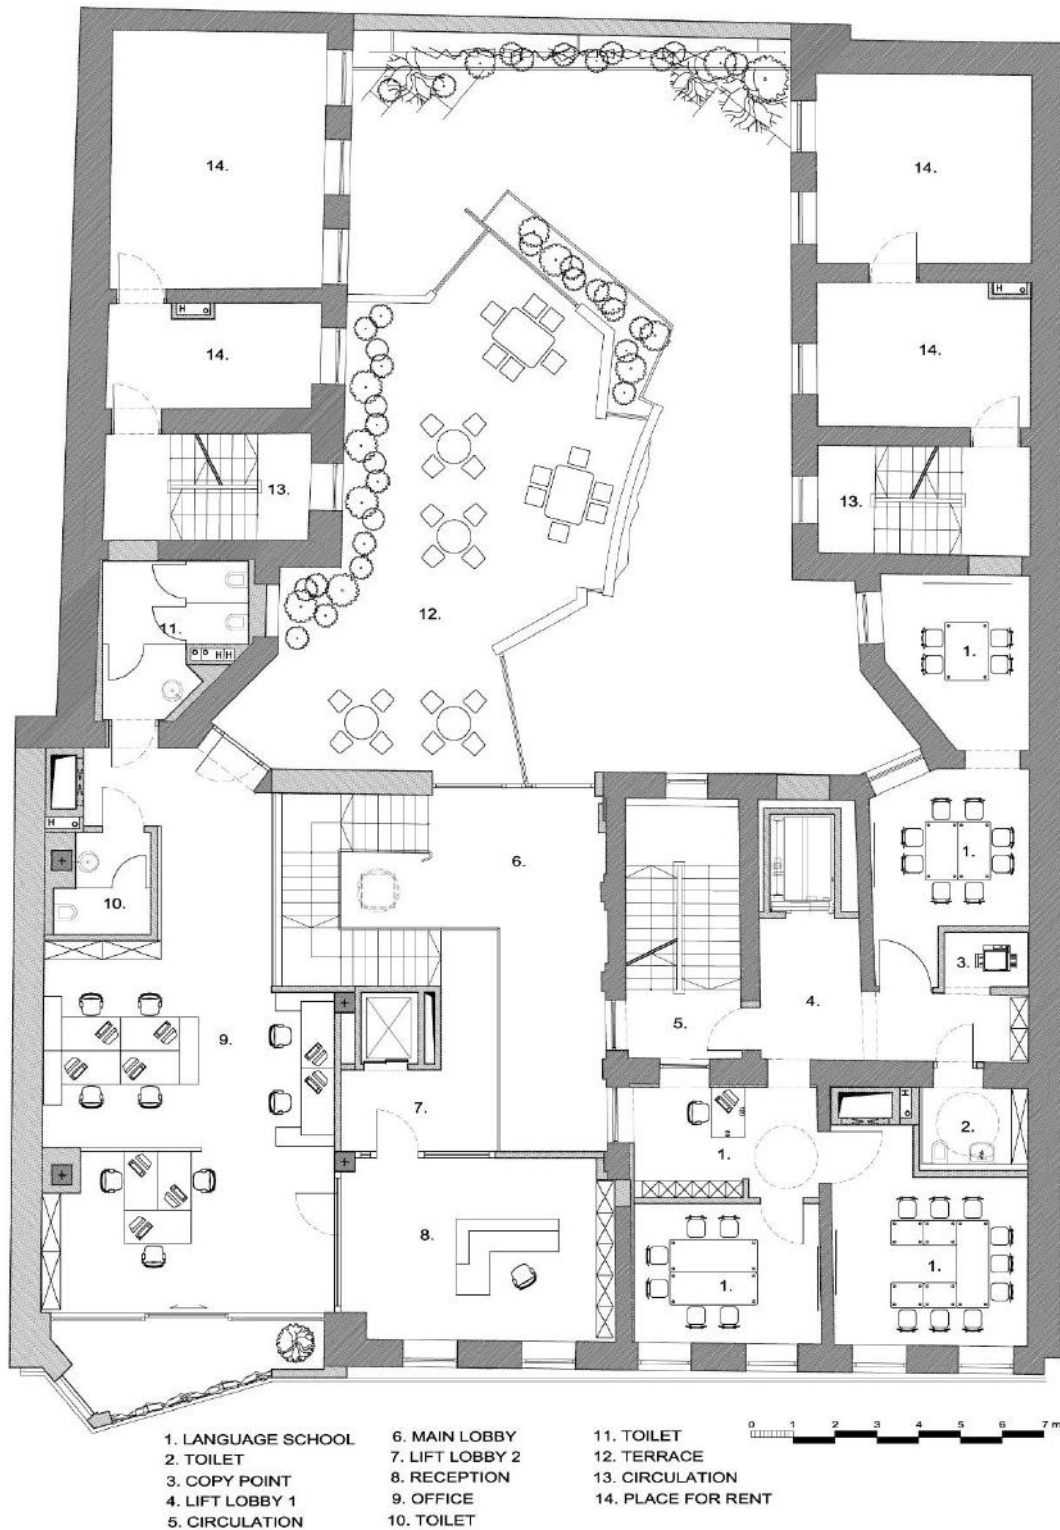 14.
14.
14.
H
H
14.
13.
13.
11.
H H
12.
1.
1.
6.
H
10.
3.
4.
5.
9.
7.
H
2.
1.
8.
1.
1.
0 1 2 3 4 5 6 7 m
1. LANGUAGE SCHOOL
2. TOILET
3. COPY POINT
4. LIFT LOBBY 1
5. CIRCULATION
6. MAIN LOBBY
7. LIFT LOBBY 2
8. RECEPTION
9. OFFICE
10. TOILET
11. TOILET
12. TERRACE
13. CIRCULATION
14. PLACE FOR RENT